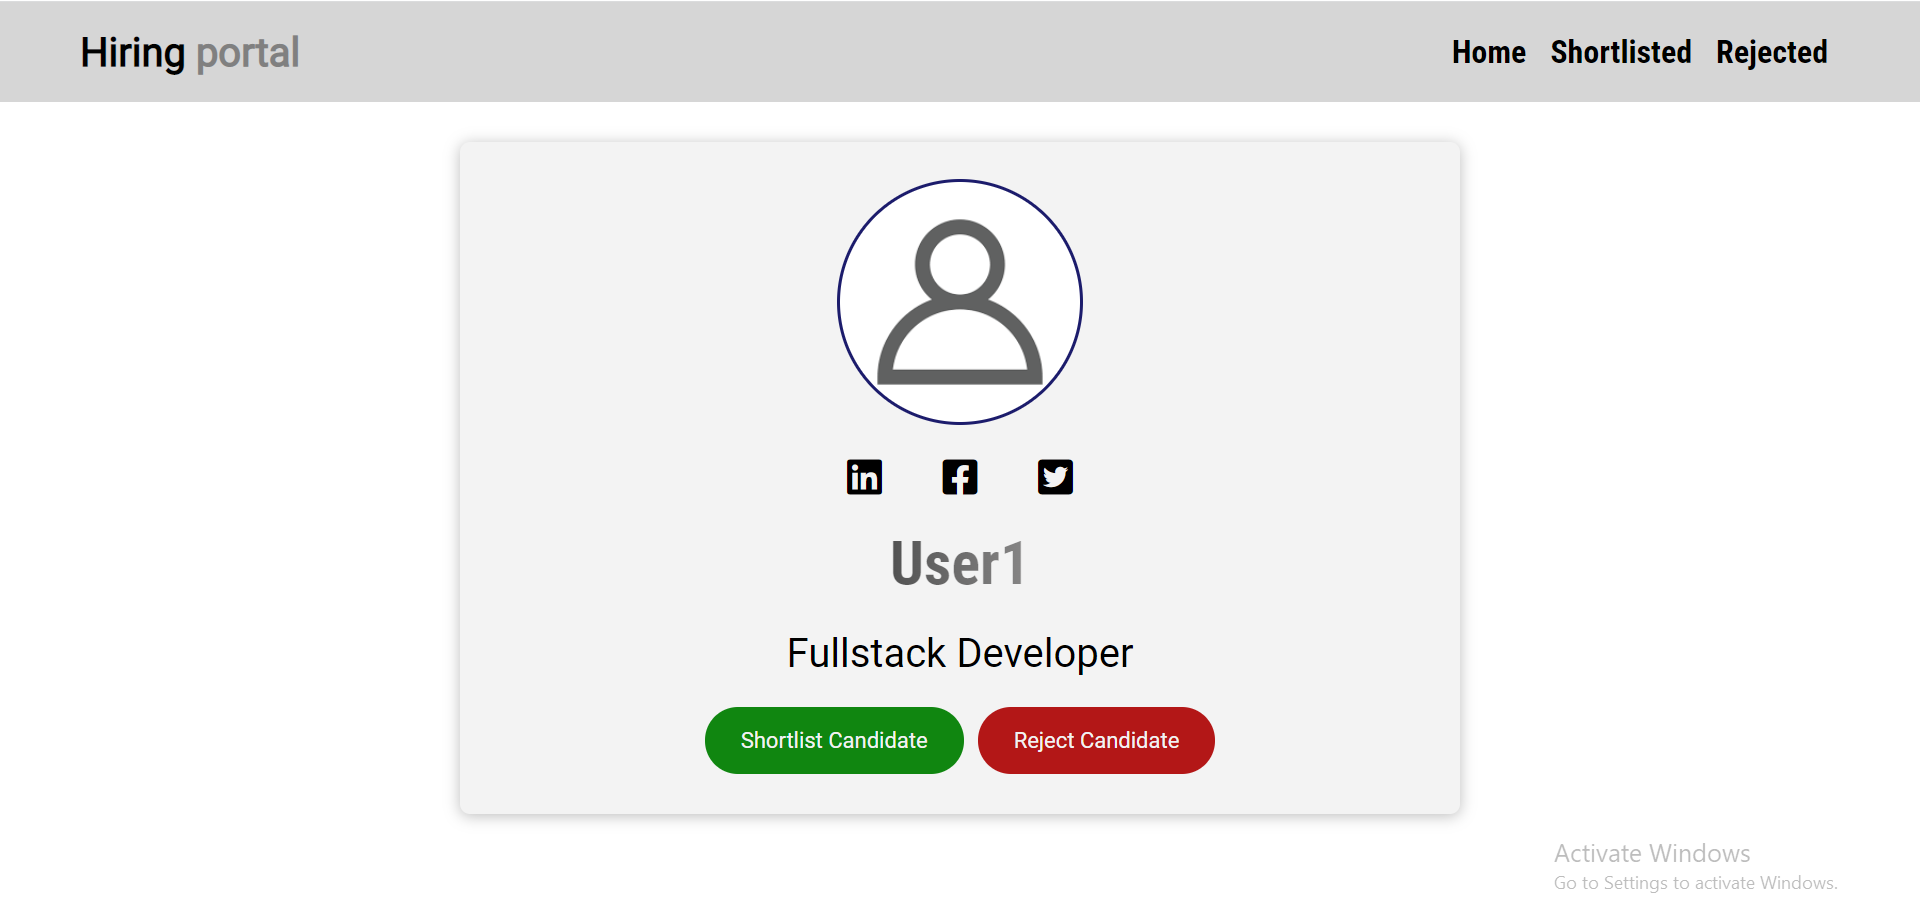 Hiring portal
Home Shortlisted Rejected
in
User1
Fullstack Developer
Shortlist Candidate
Reject Candidate
Activate Windows
Go to Settings to activate Windows.